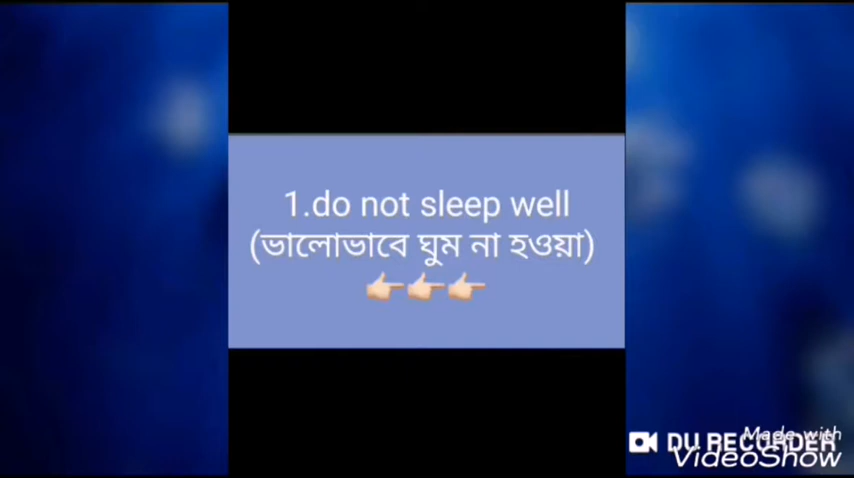 1.do not sleep well
(ভালোভাবে ঘুম না হওয়া)
👉🏻👉🏻👉🏻
Made with
DU RECORDER
VideoShow